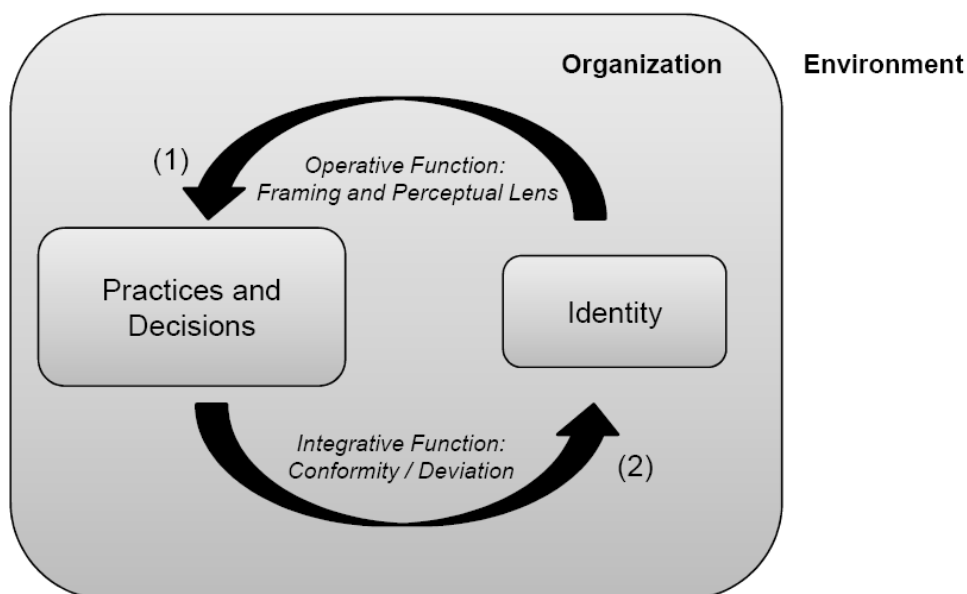 Organization
Environment
(1)
Operative Function:
Framing and Perceptual Lens
Practices and
Decisions
Identity
Integrative Function:
Conformity / Deviation
(2)